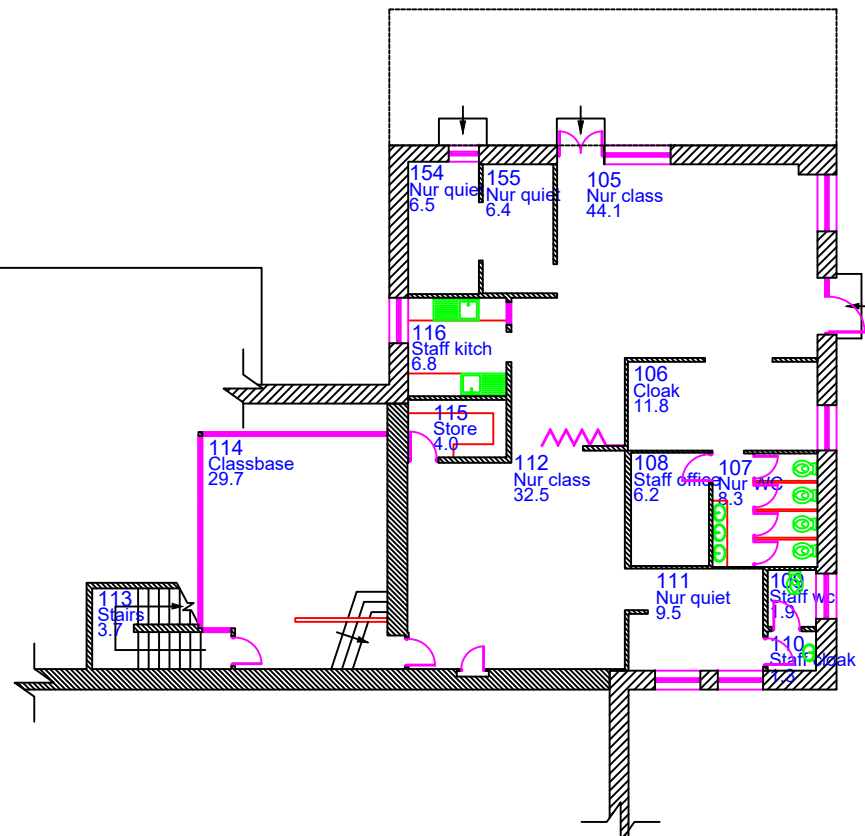 154
Nur quiet
6.5
155
Nur quiet
6.4
105
Nur class
44.1
116
Staff kitch
6.8
106
Cloak
11.8
115
Store
4.0
114
Classbase
29.7
112
Nur class
32.5
108
Staff office
6.2
107
Nur WC
8.3
113
Stairs
3.7
111
Nur quiet
9.5
109
Staff wc
1.9
110
Staff cloak
1.3